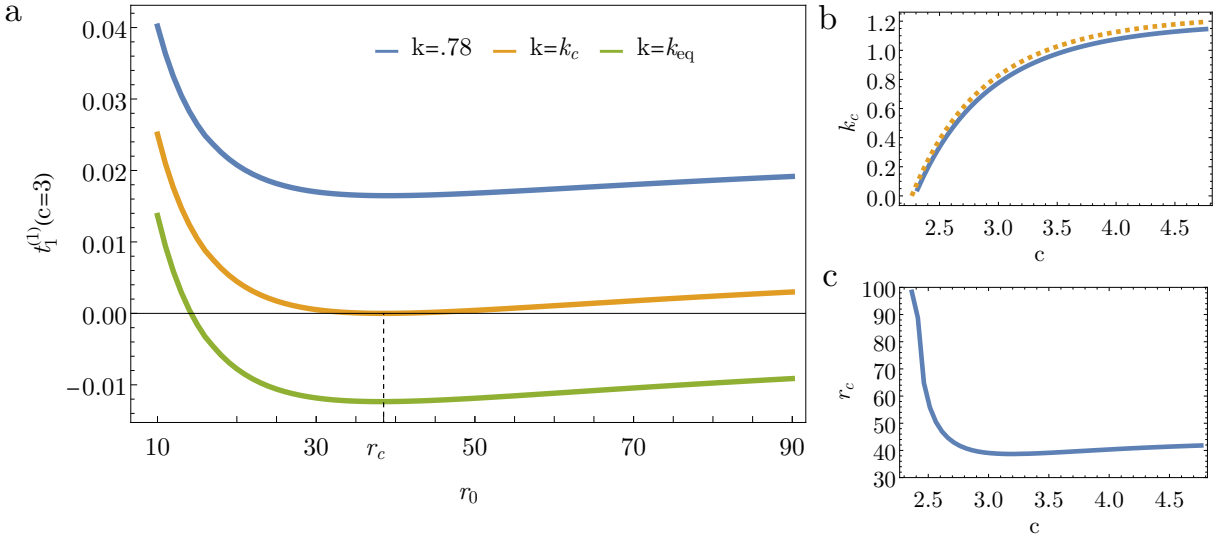 a
k=.78 k=k_c k=k_eq
0.04
0.03
0.02
0.01
0.00
−0.01
t_1^(1)(c=3)
10 30 r_c 50 70 90
r_0
b
1.2
1.0
0.8
0.6
0.4
0.2
0.0
k_c
2.5 3.0 3.5 4.0 4.5
c
c
100
90
80
70
60
50
40
30
r_c
2.5 3.0 3.5 4.0 4.5
c